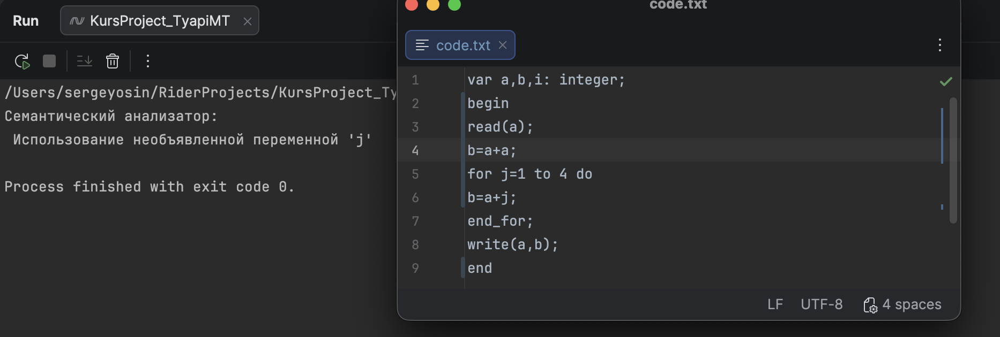 Run
KursProject_TyapiMT
/Users/sergeyosin/RiderProjects/KursProject_Ty
Семантический анализатор:
Использование необъявленной переменной 'j'
Process finished with exit code 0.
code.txt
code.txt
1 var a,b,i: integer;
2 begin
3 read(a);
4 b=a+a;
5 for j=1 to 4 do
6 b=a+j;
7 end_for;
8 write(a,b);
9 end
LF UTF-8 4 spaces